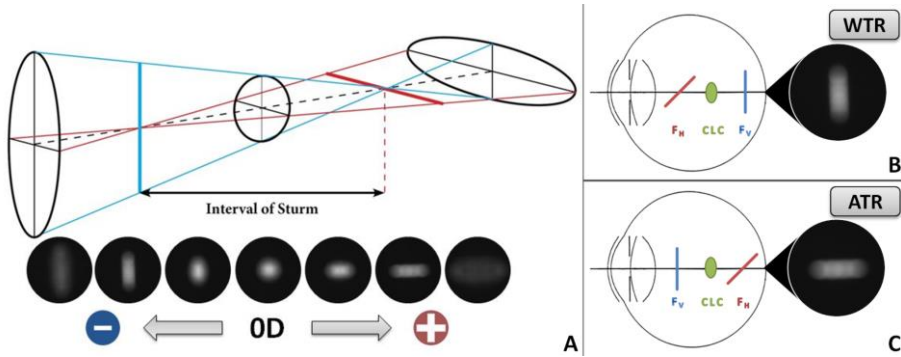 Interval of Sturm
0D
A
WTR
F_H CLC F_V
B
ATR
F_V CLC F_H
C